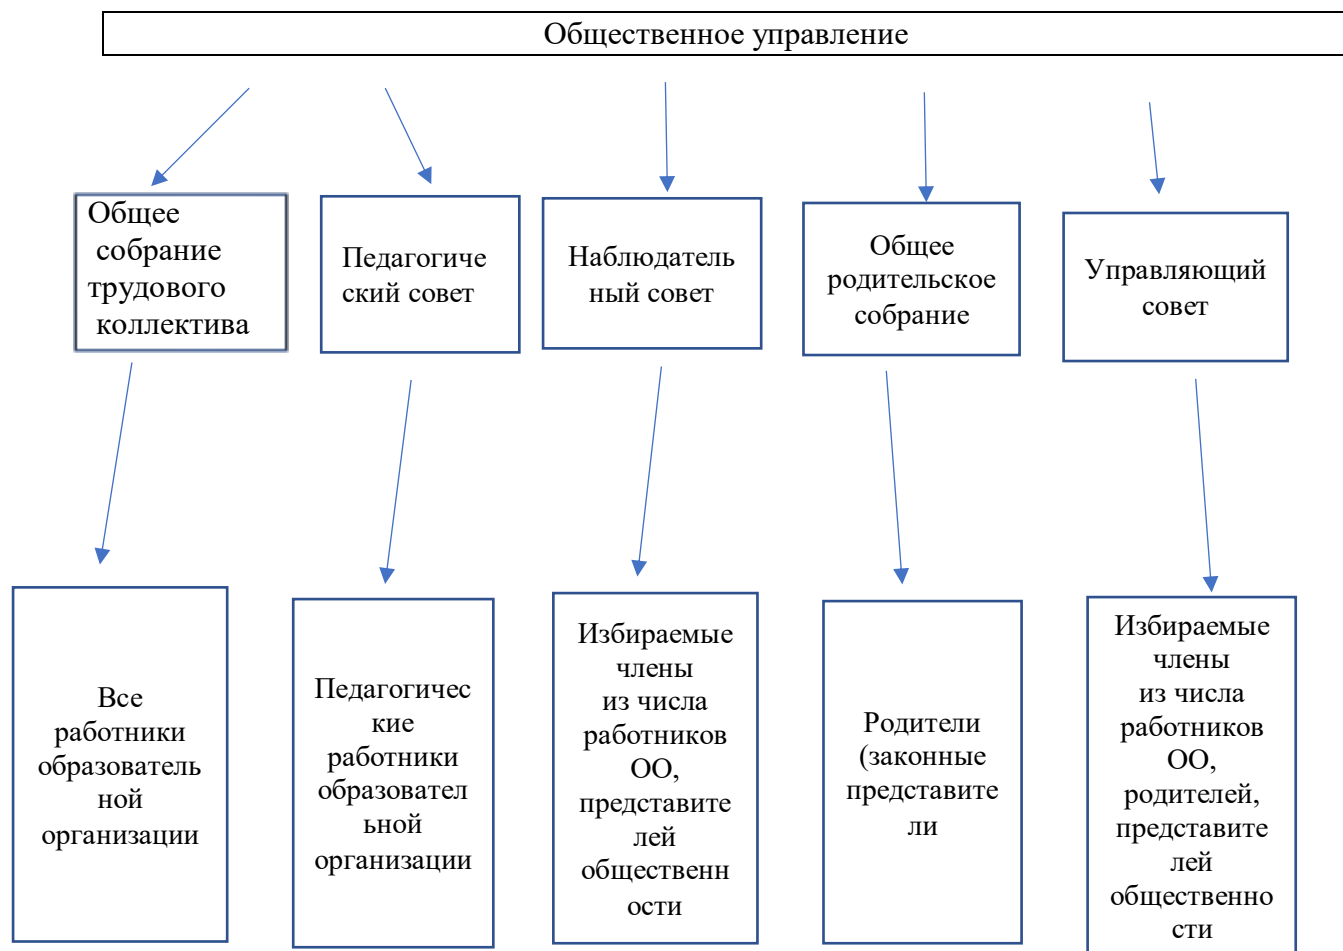 Общественное управление
Общее
собрание
трудового
коллектива
Педагогиче
ский совет
Наблюдатель
ный совет
Общее
родительское
собрание
Управляющий
совет
Все
работники
образователь
ной
организации
Педагогичес
кие
работники
образовател
ьной
организации
Избираемые
члены
из числа
работников
ОО,
представите
лей
общественн
ости
Родители
(законные
представите
ли
Избираемые
члены
из числа
работников
ОО,
родителей,
представите
лей
общественно
сти